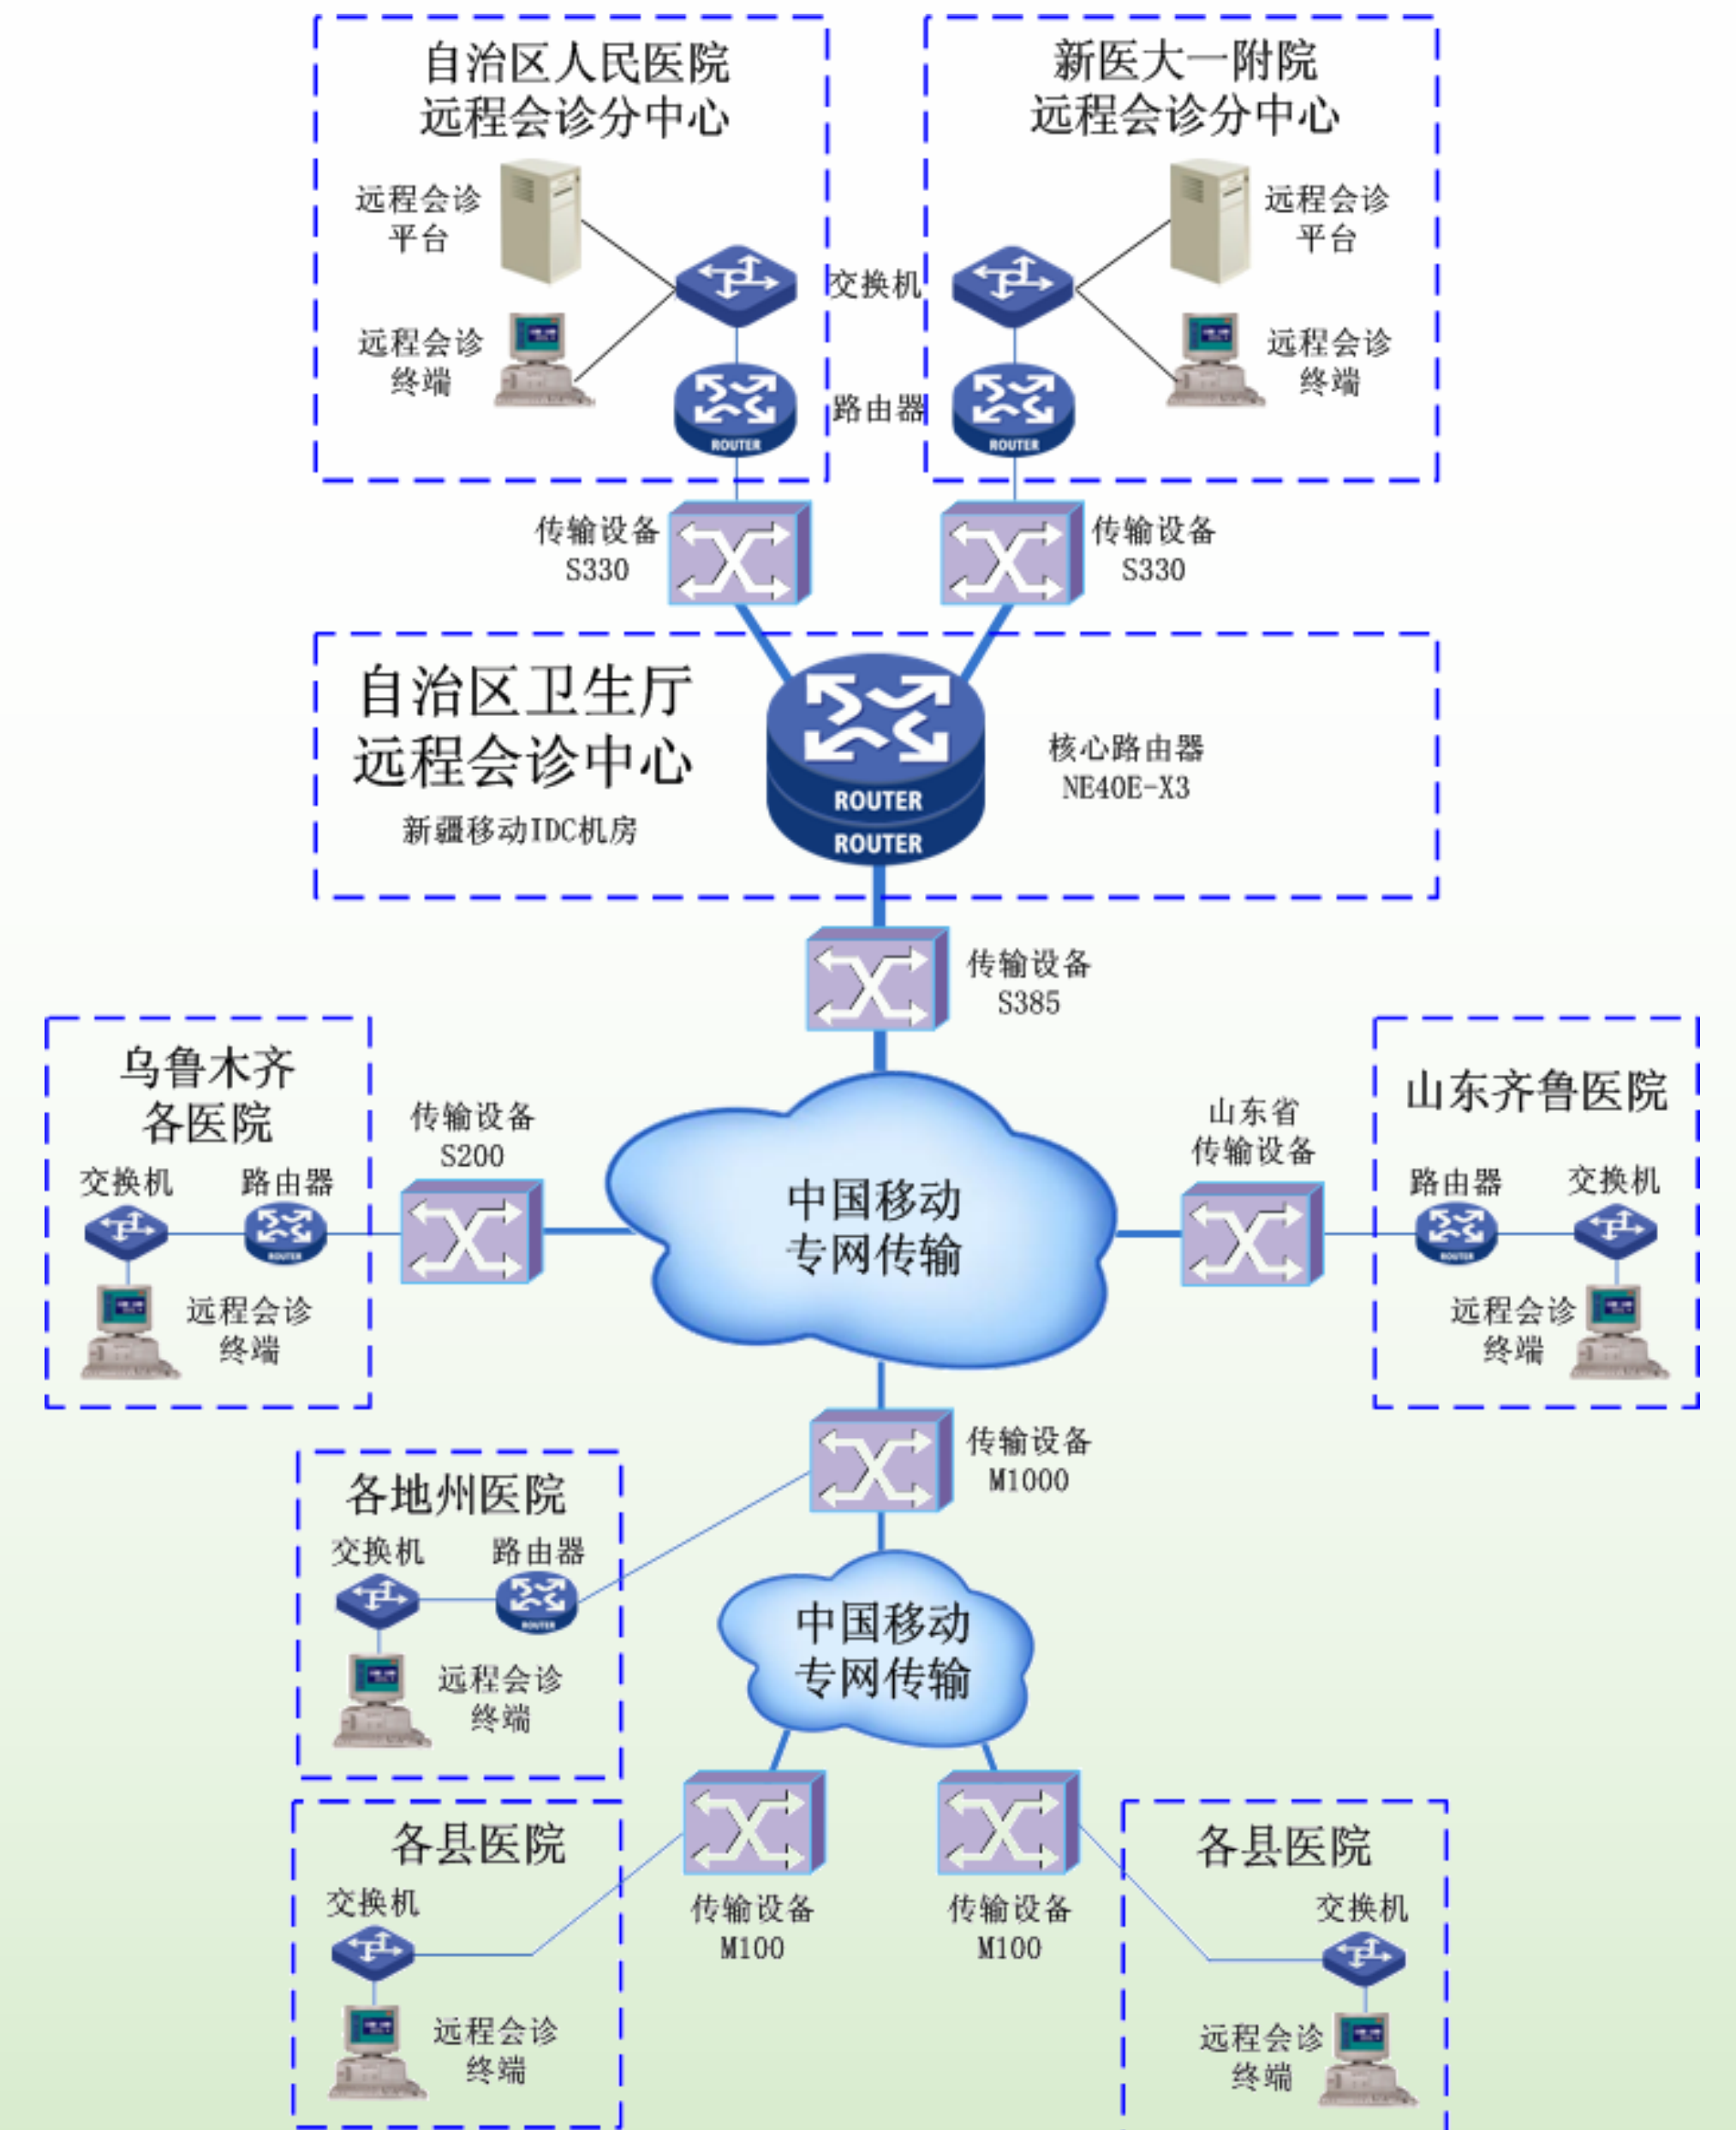 自治区人民医院
远程会诊分中心
新医大一附院
远程会诊分中心
远程会诊
平台
远程会诊
平台
交换机
远程会诊
终端
远程会诊
终端
路由器
ROUTER
ROUTER
传输设备
S330
传输设备
S330
自治区卫生厅
远程会诊中心
新疆移动IDC机房
ROUTER
ROUTER
核心路由器
NE40E-X3
传输设备
S385
乌鲁木齐
各医院
交换机
路由器
ROUTER
远程会诊
终端
传输设备
S200
中国移动
专网传输
山东省
传输设备
山东齐鲁医院
路由器
交换机
ROUTER
远程会诊
终端
传输设备
M1000
各地州医院
交换机
路由器
ROUTER
远程会诊
终端
中国移动
专网传输
各县医院
交换机
远程会诊
终端
传输设备
M100
传输设备
M100
各县医院
交换机
远程会诊
终端